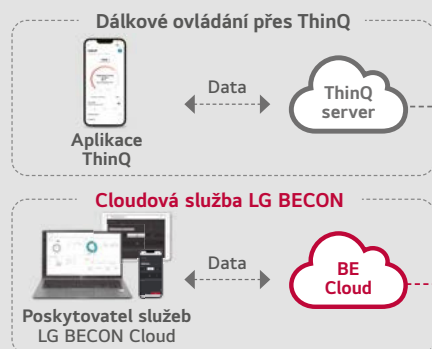 Dálkové ovládání přes ThinQ
Data
ThinQ
server
Aplikace
ThinQ
Cloudová služba LG BECON
Data
BE
Cloud
Poskytovatel služeb
LG BECON Cloud